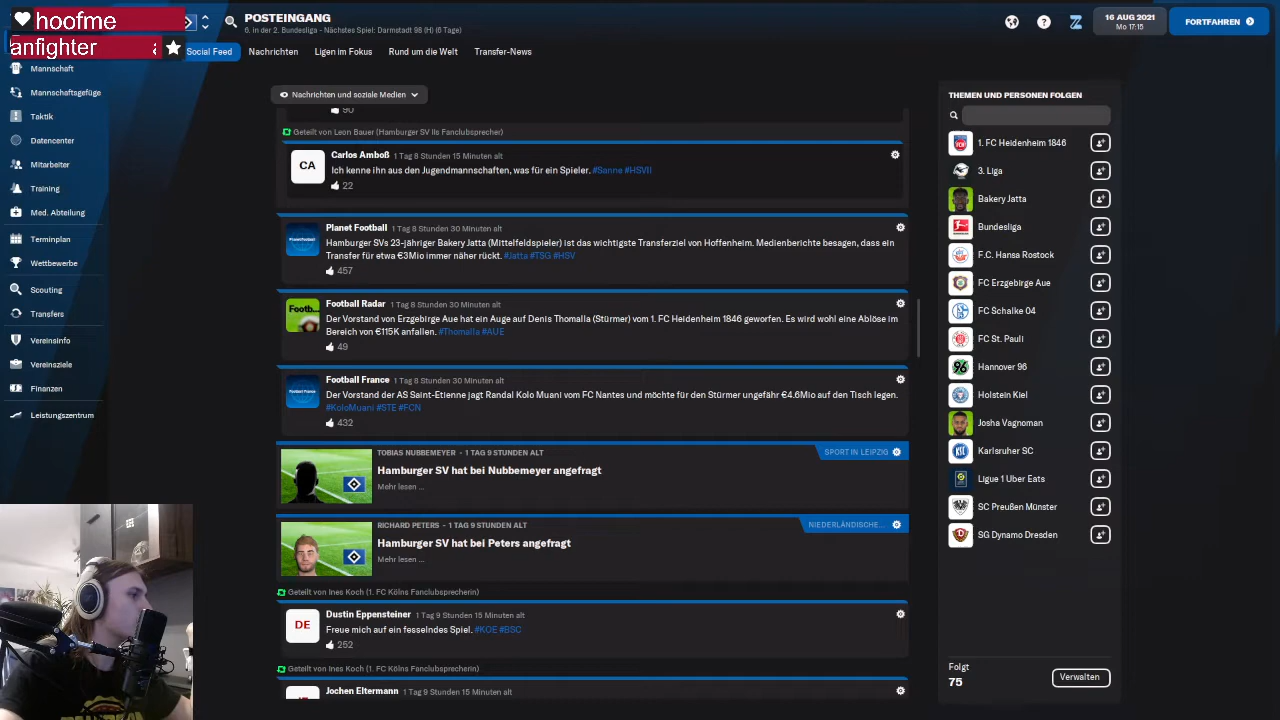 hoofme
POSTEINGANG
6. in der 2. Bundesliga - Nächstes Spiel: Darmstadt 98 (H) (6 Tage)
16 AUG 2021
Mo 17:15
FORTFAHREN
anfighter
Social Feed
Nachrichten
Ligen im Fokus
Rund um die Welt
Transfer-News
Mannschaft
Mannschaftsgefüge
Taktik
Datencenter
Mitarbeiter
Training
Med. Abteilung
Terminplan
Wettbewerbe
Scouting
Transfers
Vereinsinfo
Vereinsziele
Finanzen
Leistungszentrum
Nachrichten und soziale Medien
90
Geteilt von Leon Bauer (Hamburger SV IIs Fanclubsprecher)
CA
Carlos Amboß 1 Tag 8 Stunden 15 Minuten alt
Ich kenne ihn aus den Jugendmannschaften, was für ein Spieler. #Sanne #HSVII
22
Planet Football 1 Tag 8 Stunden 30 Minuten alt
Hamburger SVs 23-jähriger Bakery Jatta (Mittelfeldspieler) ist das wichtigste Transferziel von Hoffenheim. Medienberichte besagen, dass ein
Transfer für etwa €3Mio immer näher rückt. #Jatta #TSG #HSV
457
Footb...
Football Radar 1 Tag 8 Stunden 30 Minuten alt
Der Vorstand von Erzgebirge Aue hat ein Auge auf Denis Thomalla (Stürmer) vom 1. FC Heidenheim 1846 geworfen. Es wird wohl eine Ablöse im
Bereich von €115K anfallen. #Thomalla #AUE
49
Football France 1 Tag 8 Stunden 30 Minuten alt
Der Vorstand der AS Saint-Etienne jagt Randal Kolo Muani vom FC Nantes und möchte für den Stürmer ungefähr €4.6Mio auf den Tisch legen.
#KoloMuani #STE #FCN
432
TOBIAS NUBBEMEYER - 1 TAG 9 STUNDEN ALT
SPORT IN LEIPZIG
Hamburger SV hat bei Nubbemeyer angefragt
Mehr lesen ...
RICHARD PETERS - 1 TAG 9 STUNDEN ALT
NIEDERLÄNDISCHE...
Hamburger SV hat bei Peters angefragt
Mehr lesen ...
Geteilt von Ines Koch (1. FC Kölns Fanclubsprecherin)
DE
Dustin Eppensteiner 1 Tag 9 Stunden 15 Minuten alt
Freue mich auf ein fesselndes Spiel. #KOE #BSC
252
Geteilt von Ines Koch (1. FC Kölns Fanclubsprecherin)
Jochen Eltermann 1 Tag 9 Stunden 15 Minuten alt
THEMEN UND PERSONEN FOLGEN
1. FC Heidenheim 1846
3. Liga
Bakery Jatta
Bundesliga
F.C. Hansa Rostock
FC Erzgebirge Aue
FC Schalke 04
FC St. Pauli
Hannover 96
Holstein Kiel
Josha Vagnoman
Karlsruher SC
Ligue 1 Uber Eats
SC Preußen Münster
SG Dynamo Dresden
Folgt
75
Verwalten